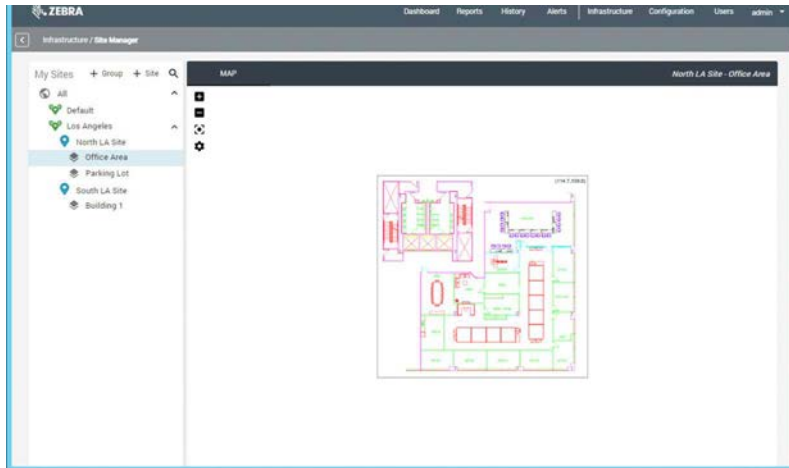 ZEBRA
Dashboard Reports History Alerts Infrastructure Configuration Users admin
Infrastructure / Site Manager
My Sites + Group + Site
MAP
North LA Site - Office Area
All
Default
Los Angeles
North LA Site
Office Area
Parking Lot
South LA Site
Building 1